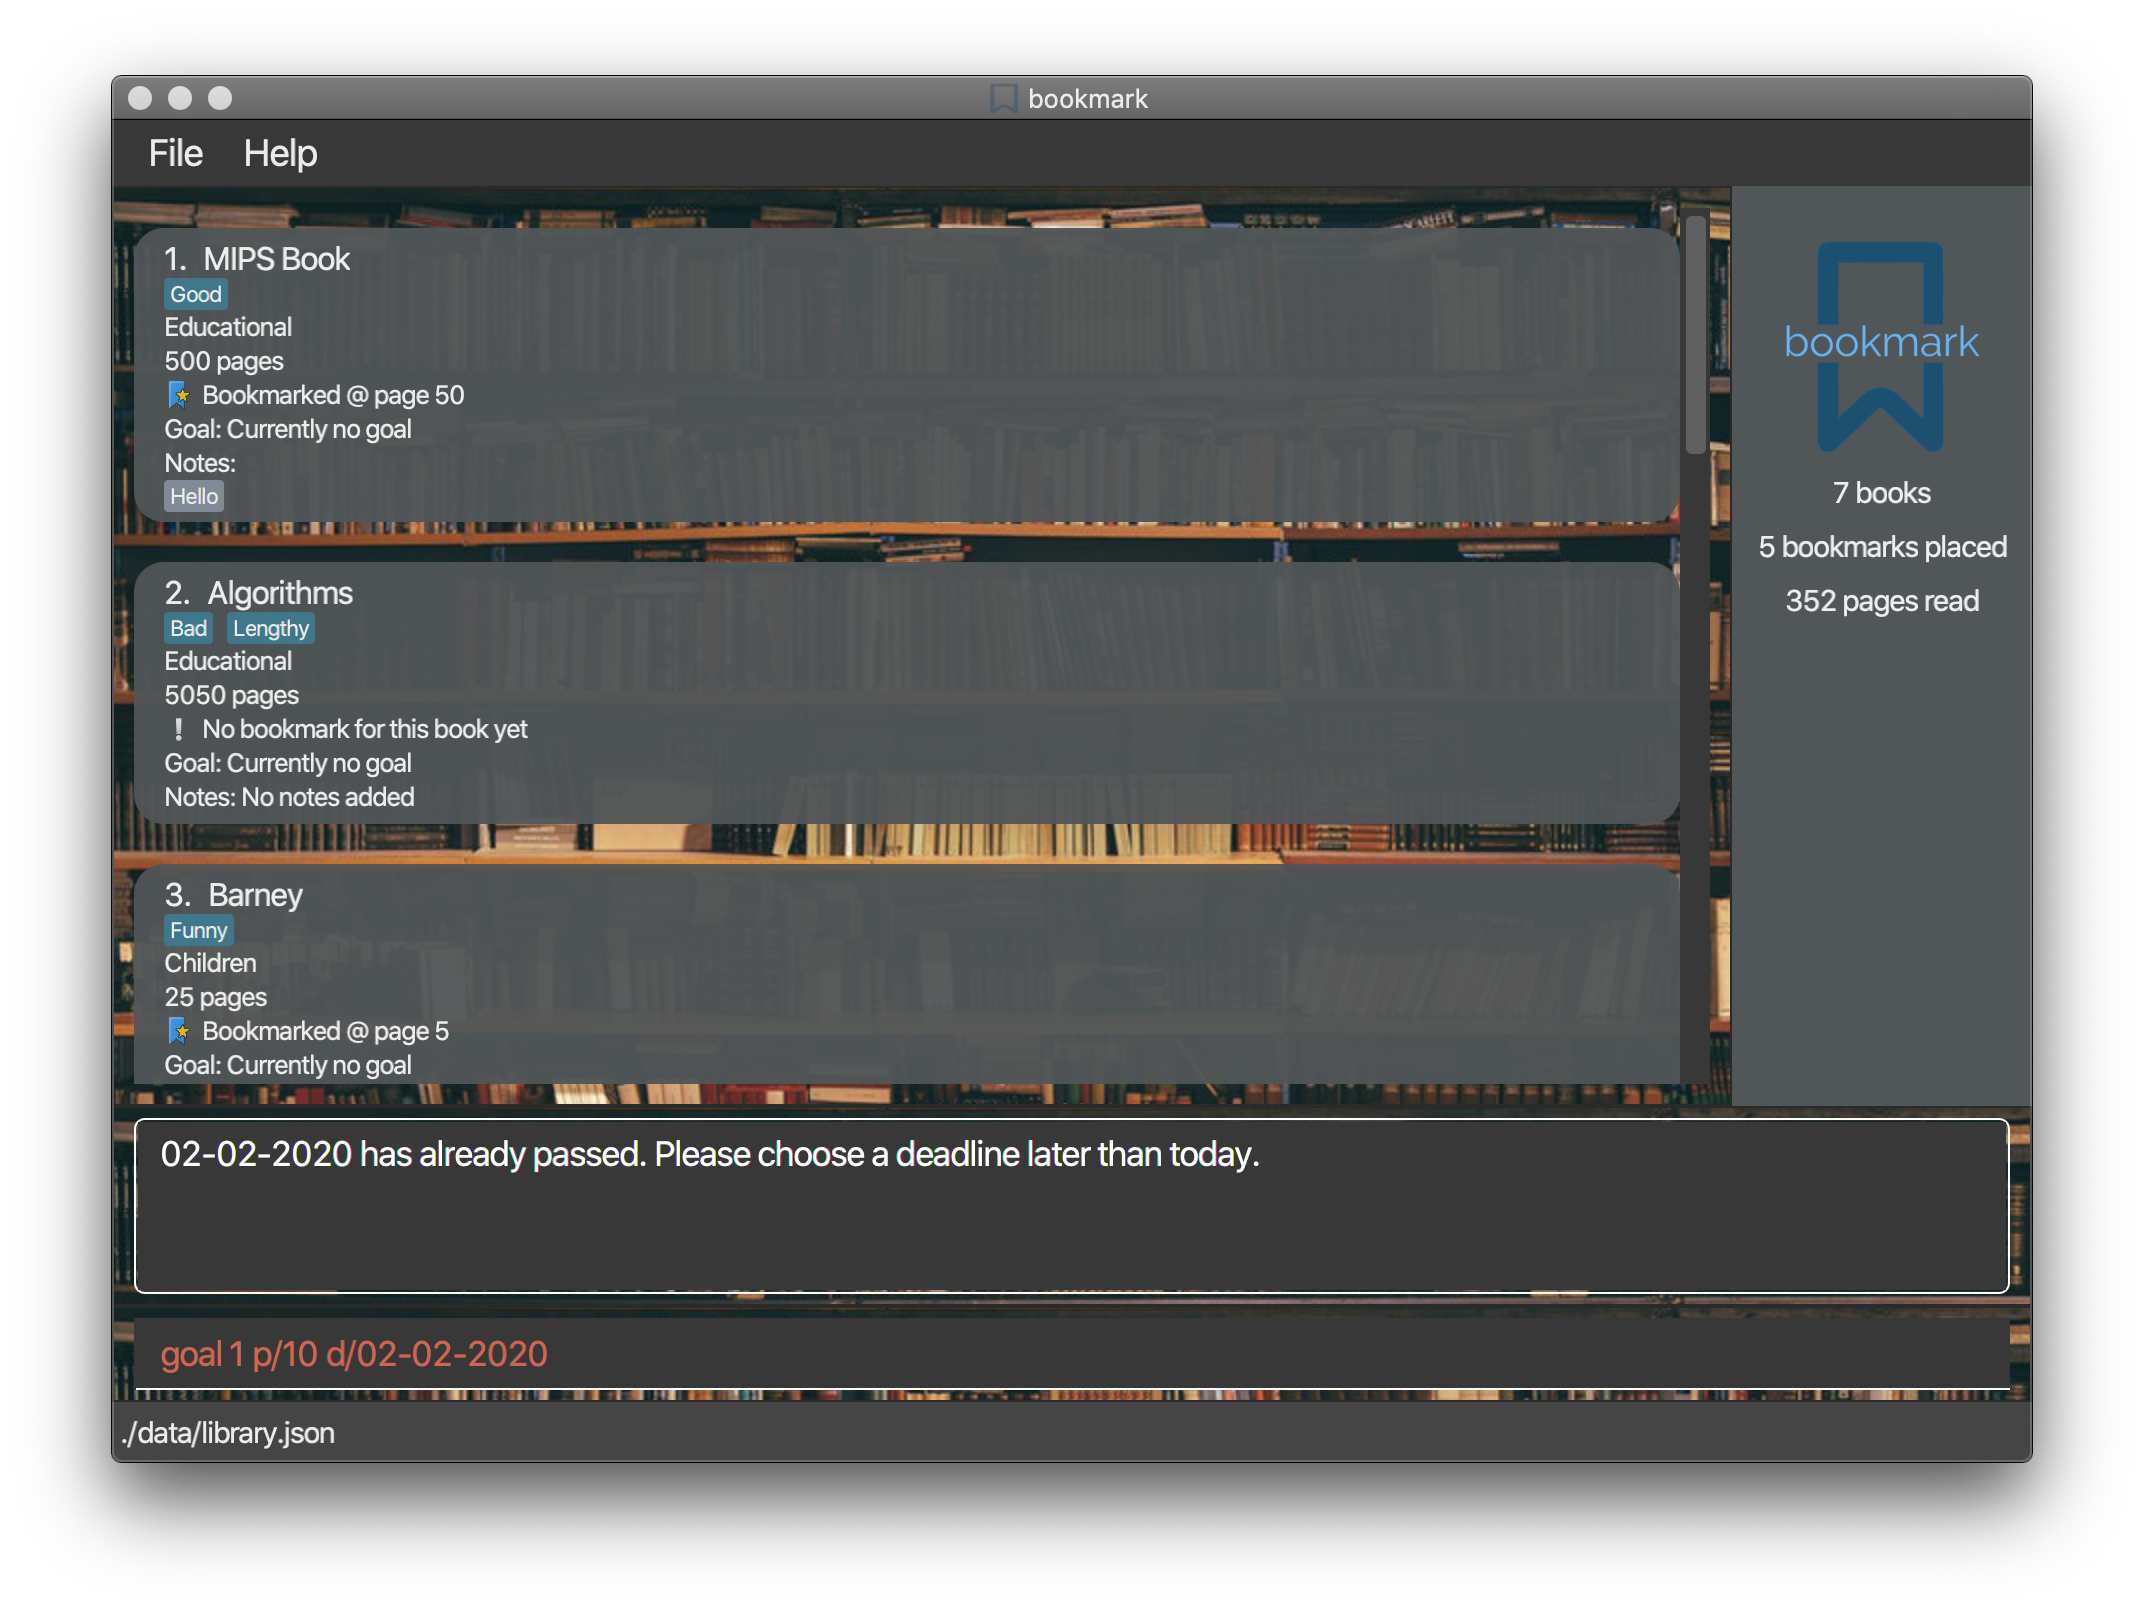 bookmark
File Help
1. MIPS Book
Good
Educational
500 pages
Bookmarked @ page 50
Goal: Currently no goal
Notes:
Hello
2. Algorithms
Bad Lengthy
Educational
5050 pages
No bookmark for this book yet
Goal: Currently no goal
Notes: No notes added
3. Barney
Funny
Children
25 pages
Bookmarked @ page 5
Goal: Currently no goal
bookmark
7 books
5 bookmarks placed
352 pages read
02-02-2020 has already passed. Please choose a deadline later than today.
goal 1 p/10 d/02-02-2020
./data/library.json